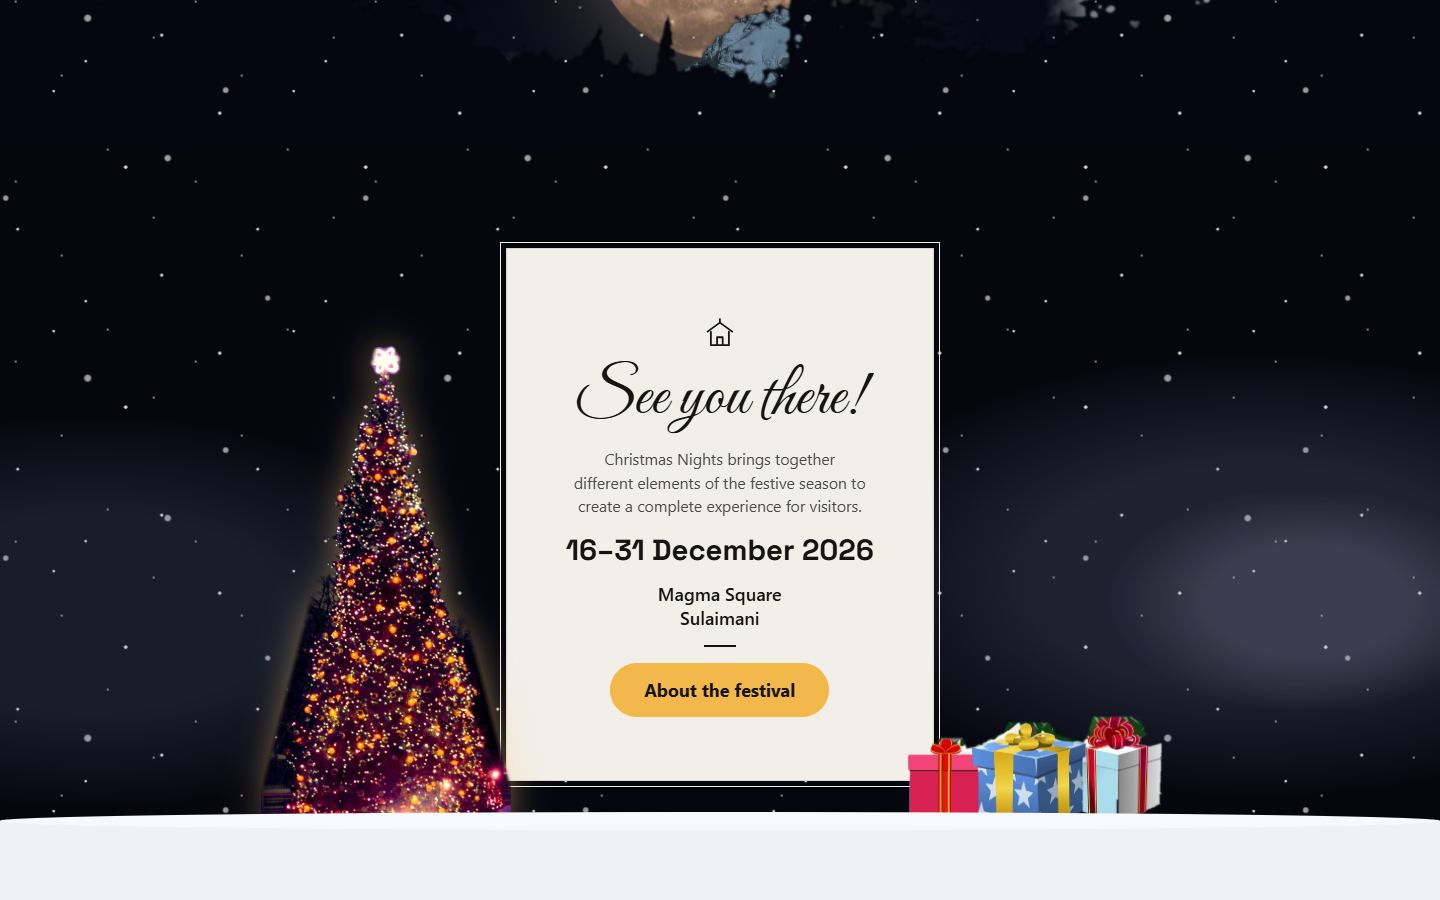 See you there!
Christmas Nights brings together
different elements of the festive season to
create a complete experience for visitors.
16–31 December 2026
Magma Square
Sulaimani
About the festival